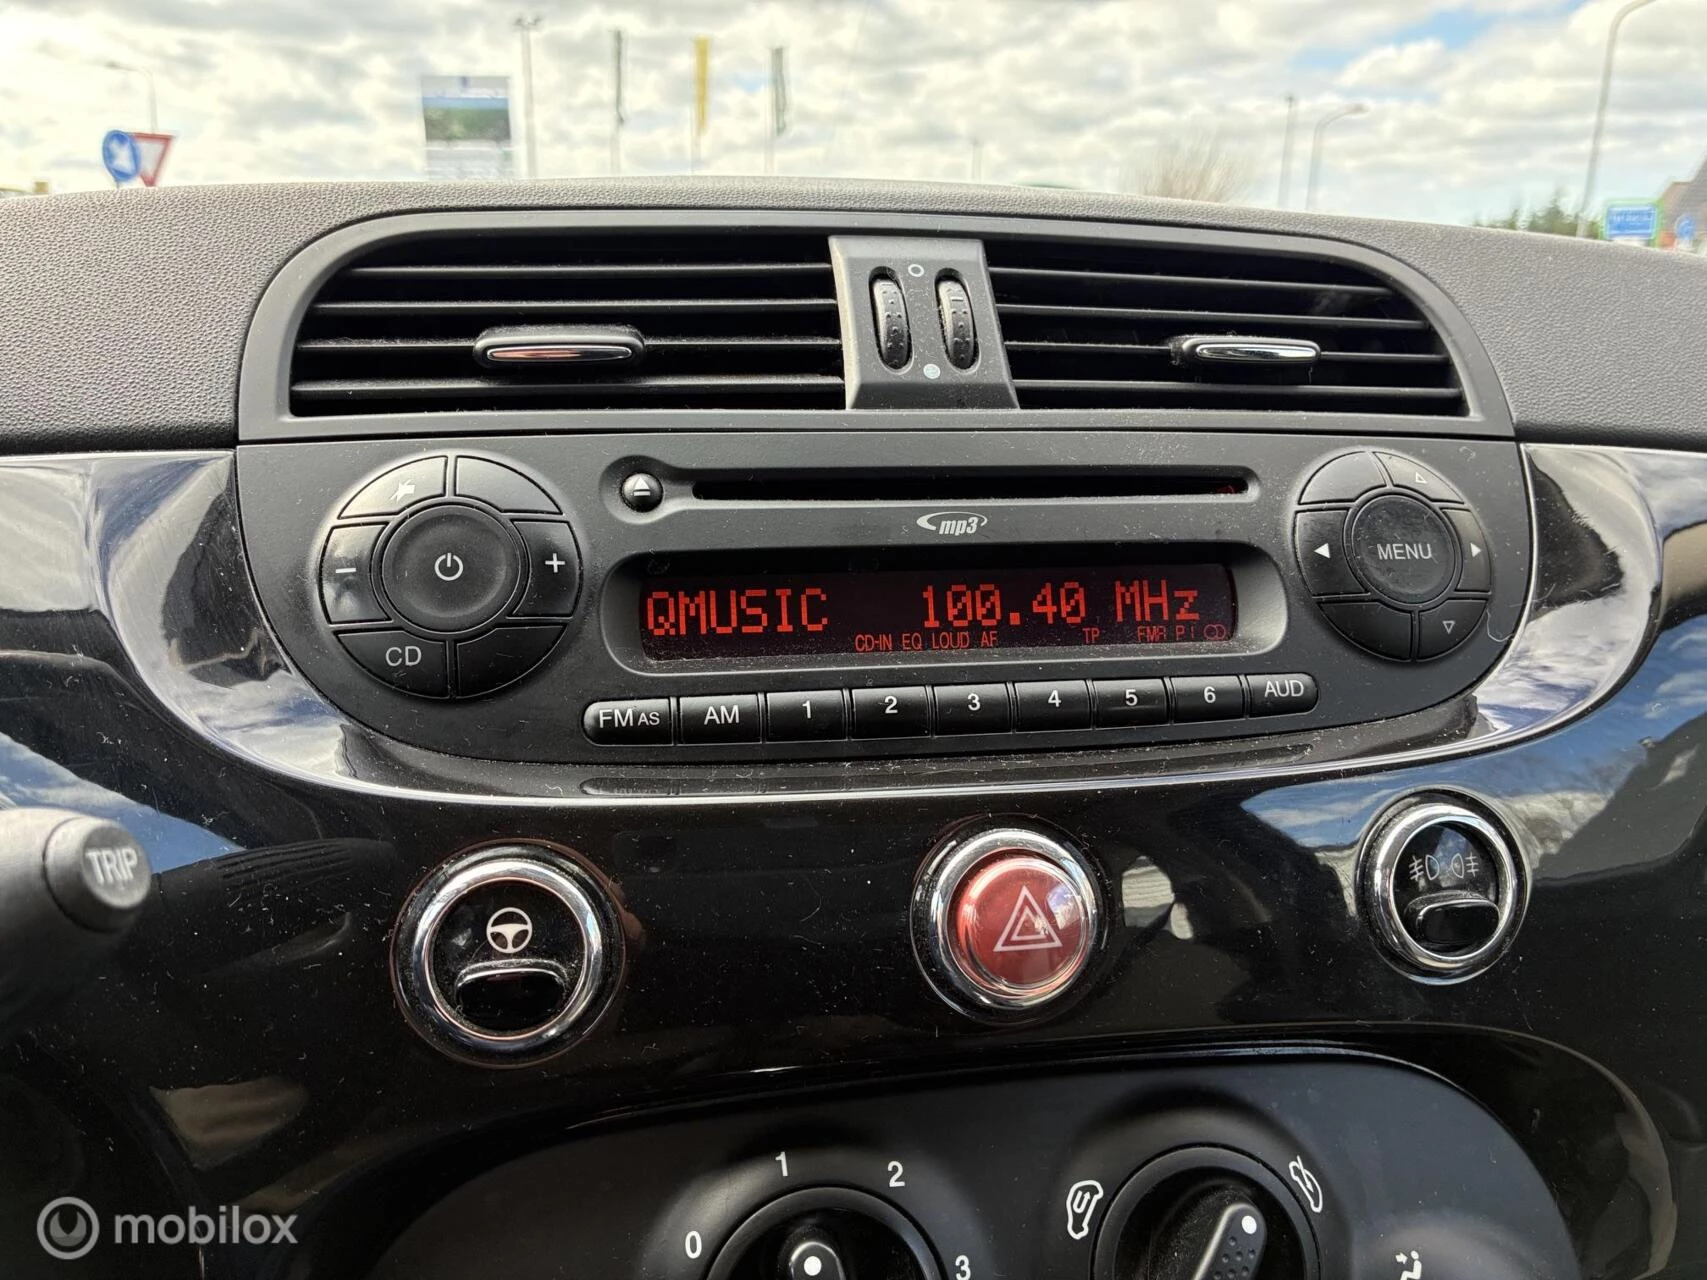 mp3
QMUSIC 100.40 MHz
CD-IN EQ LOUD AF TP
CD
MENU
FM AS AM 1 2 3 4 5 6 AUD
TRIP
0 1 2 3
mobilox